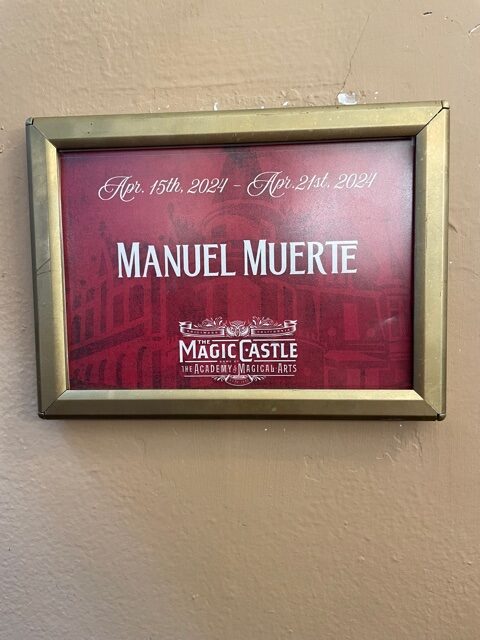 Apr. 15th, 2024 - Apr.21st, 2024
MANUEL MUERTE
THE
MAGIC CASTLE
THE ACADEMY OF MAGICAL ARTS